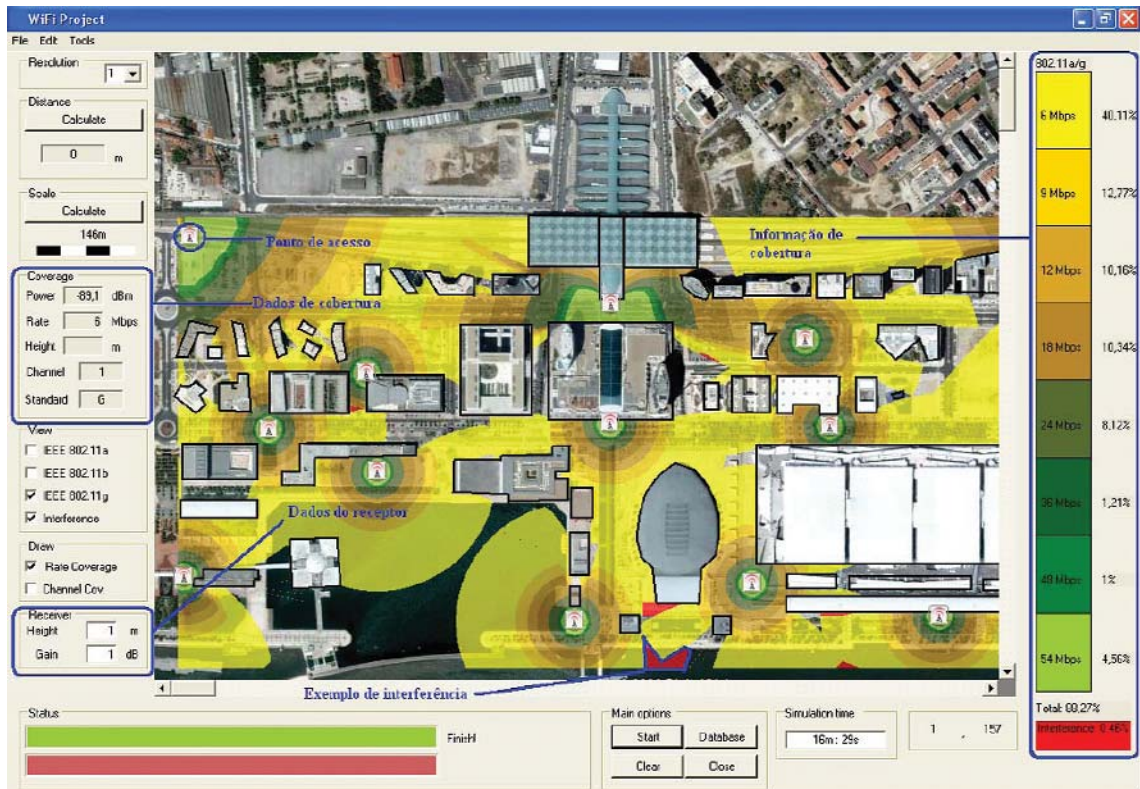 WiFi Project
File Edit Tools
Resolution
1
Distance
Calculate
0 m
Scale
Calculate
146m
Coverage
Power -89,1 dBm
Rate 6 Mbps
Height m
Channel 1
Standard G
View
IEEE 802.11a
IEEE 802.11b
IEEE 802.11g
Interference
Draw
Rate Coverage
Channel Cov
Receiver
Height 1 m
Gain 1 dB
Ponto de acesso
Dados de cobertura
Dados do receptor
Exemplo de interferência
Informação de
cobertura
802.11a/g
6 Mbps 40,11%
9 Mbps 12,77%
12 Mbps 10,16%
18 Mbps 10,34%
24 Mbps 8,12%
36 Mbps 1,21%
48 Mbps 1%
54 Mbps 4,56%
Total: 88,27%
Interference: 0,46%
Status
Finish!
Main options
Start Database
Clear Close
Simulation time
16m : 29s
1 , 157